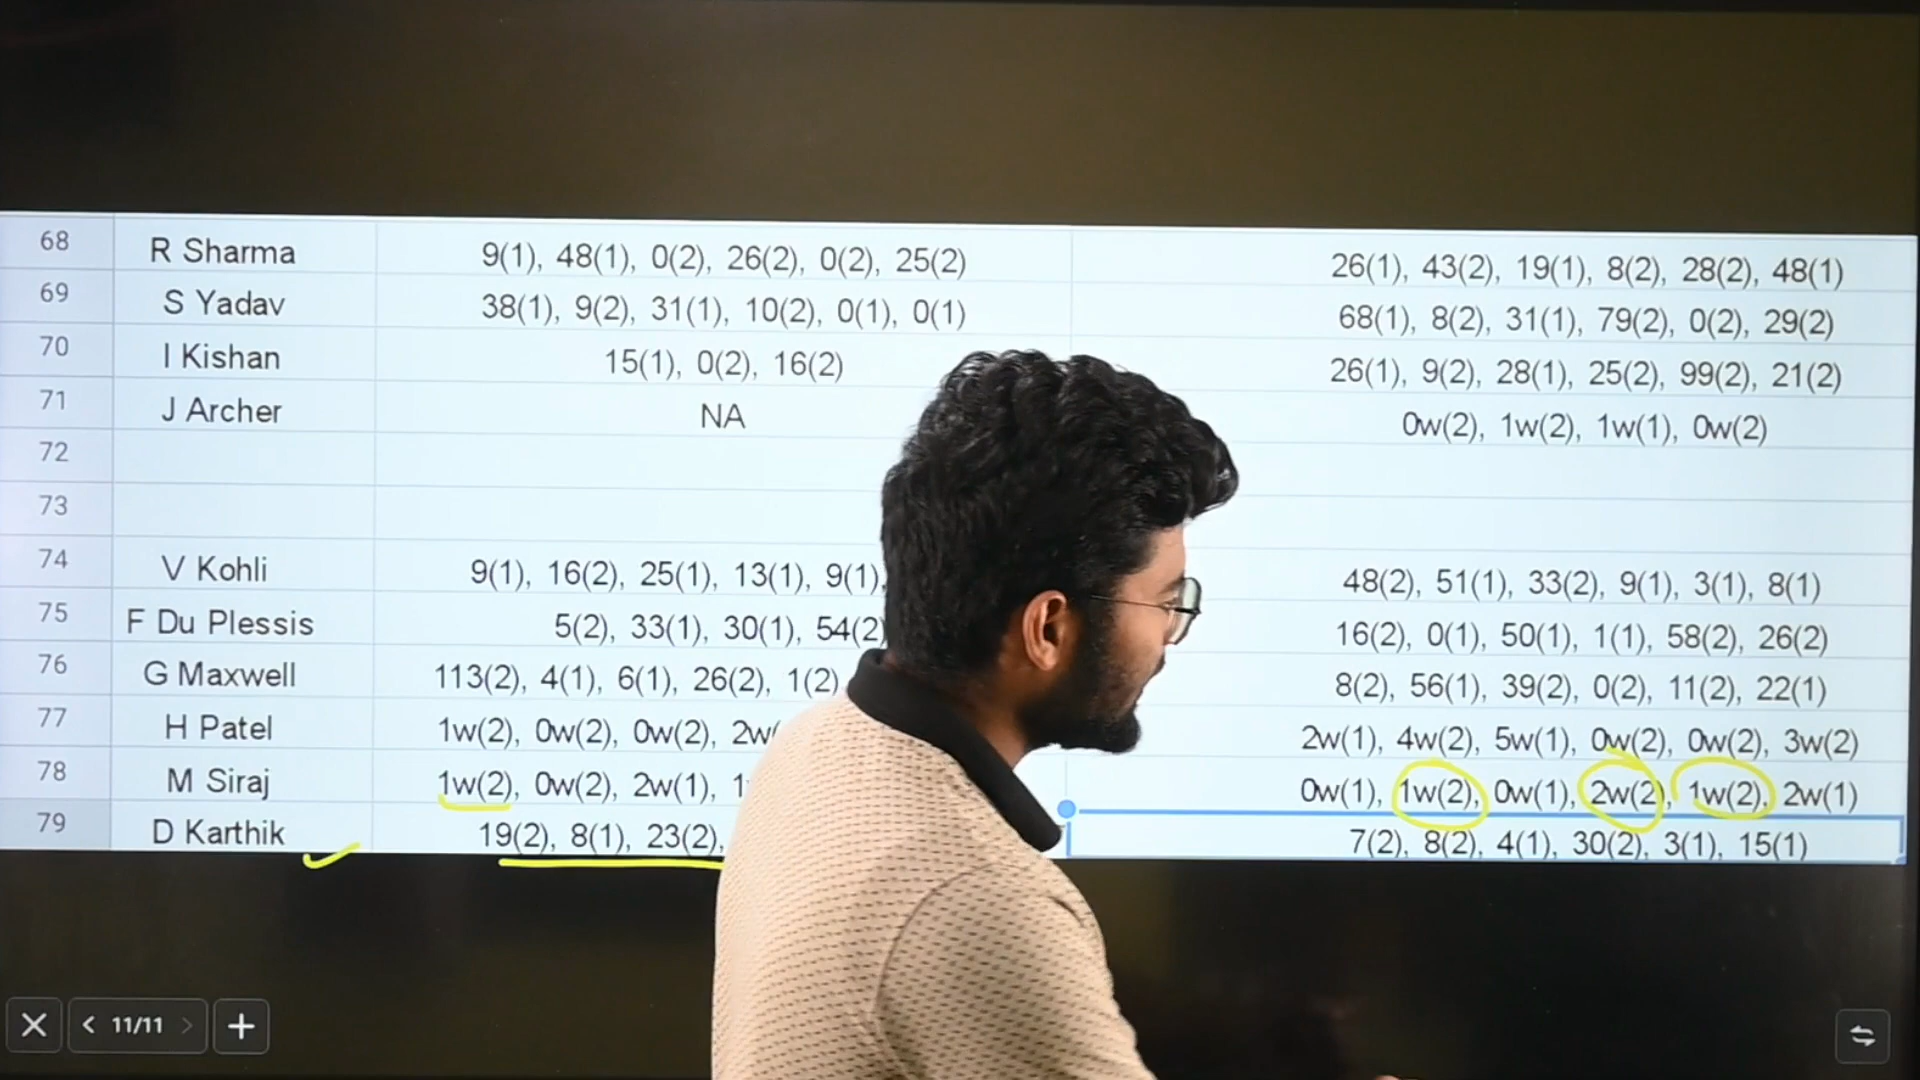 68 R Sharma 9(1), 48(1), 0(2), 26(2), 0(2), 25(2) 26(1), 43(2), 19(1), 8(2), 28(2), 48(1)
69 S Yadav 38(1), 9(2), 31(1), 10(2), 0(1), 0(1) 68(1), 8(2), 31(1), 79(2), 0(2), 29(2)
70 I Kishan 15(1), 0(2), 16(2) 26(1), 9(2), 28(1), 25(2), 99(2), 21(2)
71 J Archer NA 0w(2), 1w(2), 1w(1), 0w(2)
72
73
74 V Kohli 9(1), 16(2), 25(1), 13(1), 9(1), 48(2), 51(1), 33(2), 9(1), 3(1), 8(1)
75 F Du Plessis 5(2), 33(1), 30(1), 54(2) 16(2), 0(1), 50(1), 1(1), 58(2), 26(2)
76 G Maxwell 113(2), 4(1), 6(1), 26(2), 1(2) 8(2), 56(1), 39(2), 0(2), 11(2), 22(1)
77 H Patel 1w(2), 0w(2), 0w(2), 2w( 2w(1), 4w(2), 5w(1), 0w(2), 0w(2), 3w(2)
78 M Siraj 1w(2), 0w(2), 2w(1), 1 0w(1), 1w(2), 0w(1), 2w(2), 1w(2), 2w(1)
79 D Karthik 19(2), 8(1), 23(2), 7(2), 8(2), 4(1), 30(2), 3(1), 15(1)
11/11